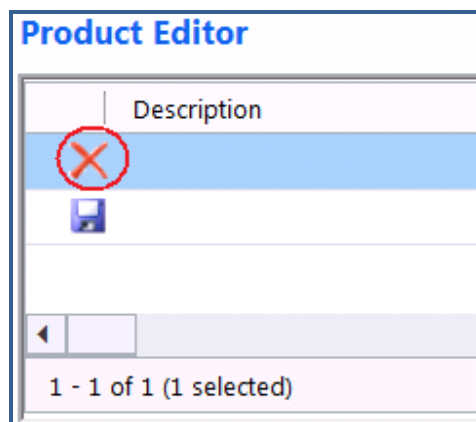 Product Editor
Description
1 - 1 of 1 (1 selected)